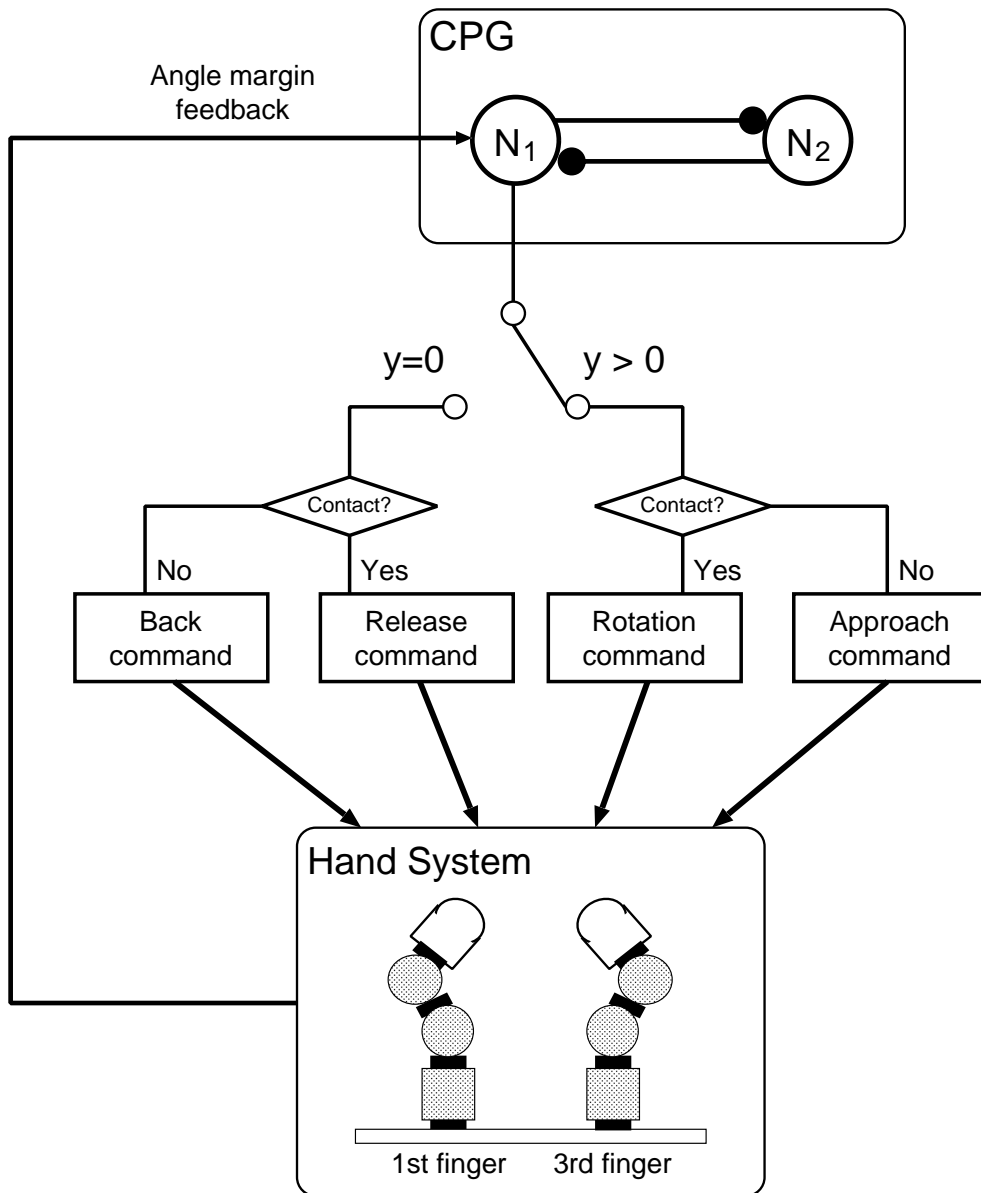 CPG
Angle margin
feedback
N1
N2
y=0
y > 0
Contact?
Contact?
No
Yes
Yes
No
Back
command
Release
command
Rotation
command
Approach
command
Hand System
1st finger
3rd finger